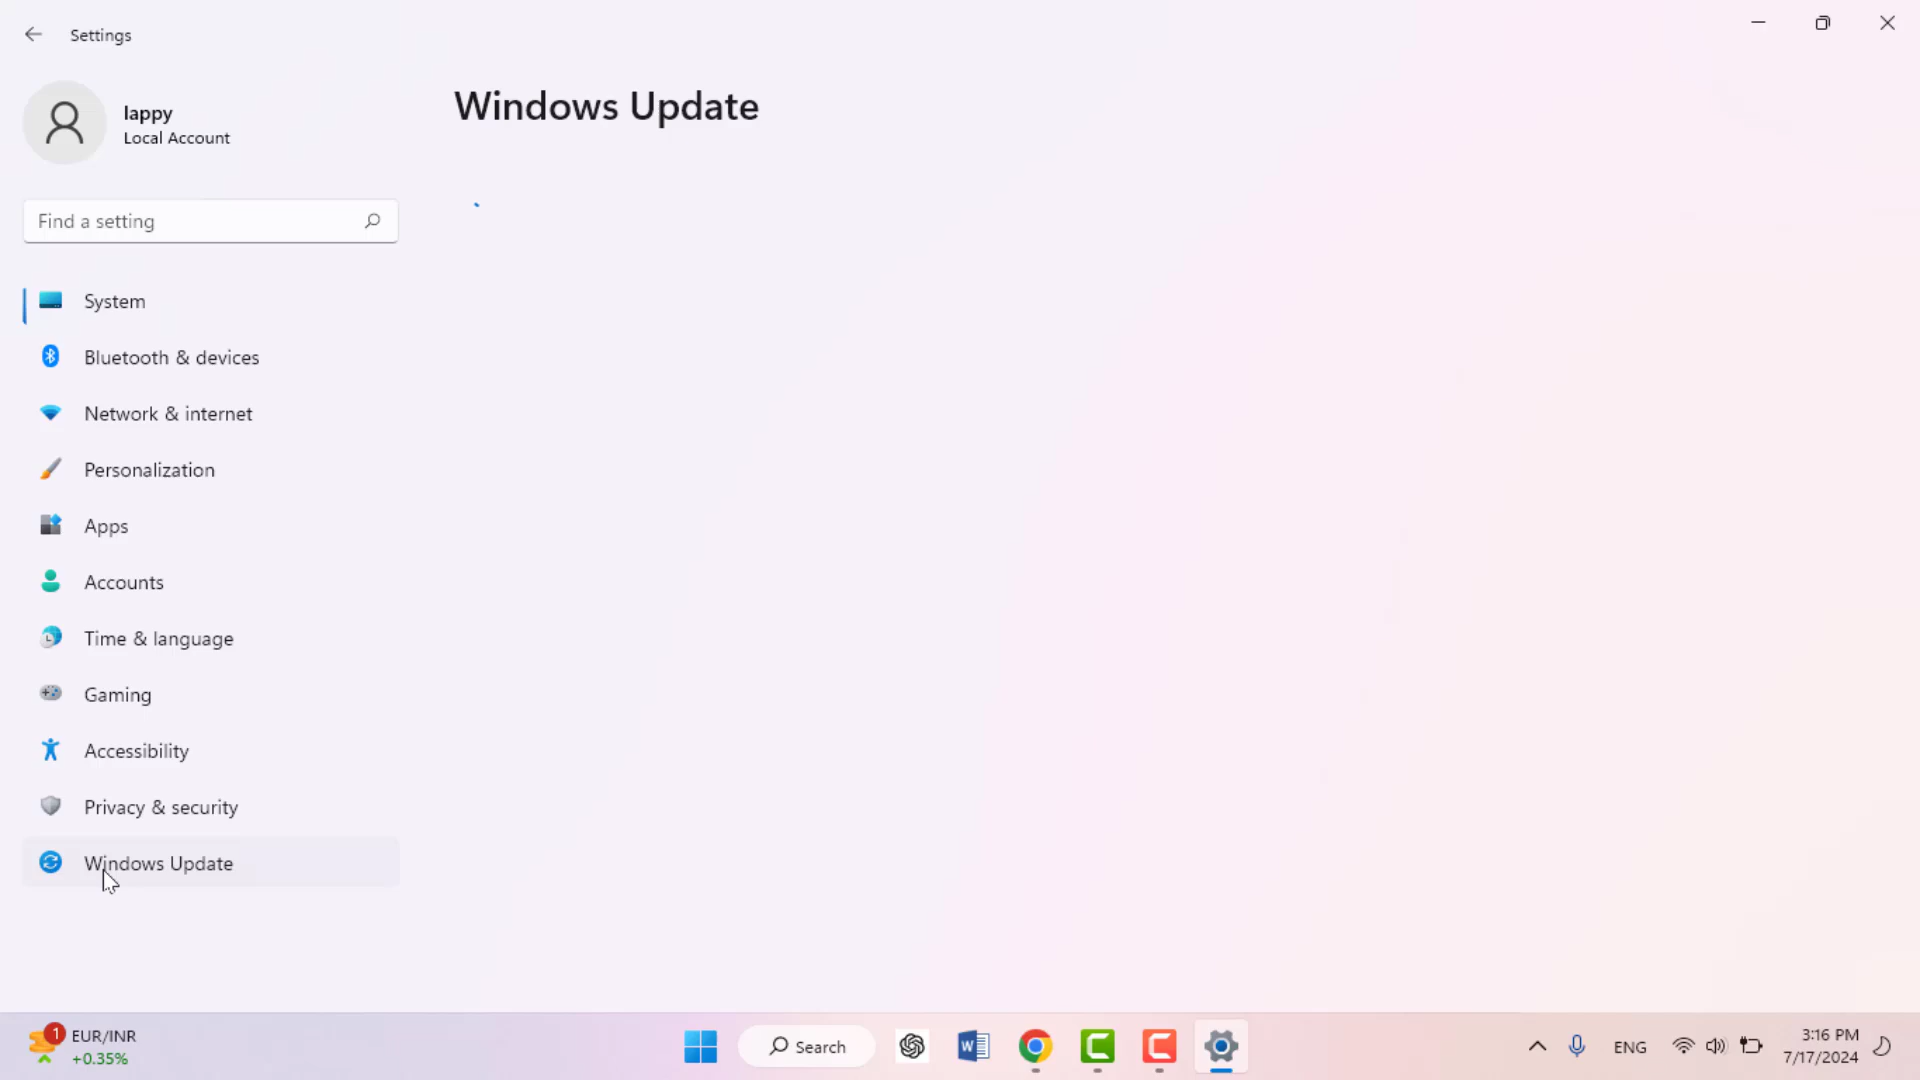 Settings
lappy
Local Account
Find a setting
System
Bluetooth & devices
Network & internet
Personalization
Apps
Accounts
Time & language
Gaming
Accessibility
Privacy & security
Windows Update
Windows Update
1
EUR/INR
+0.35%
W
Search
ENG
3:16 PM
7/17/2024